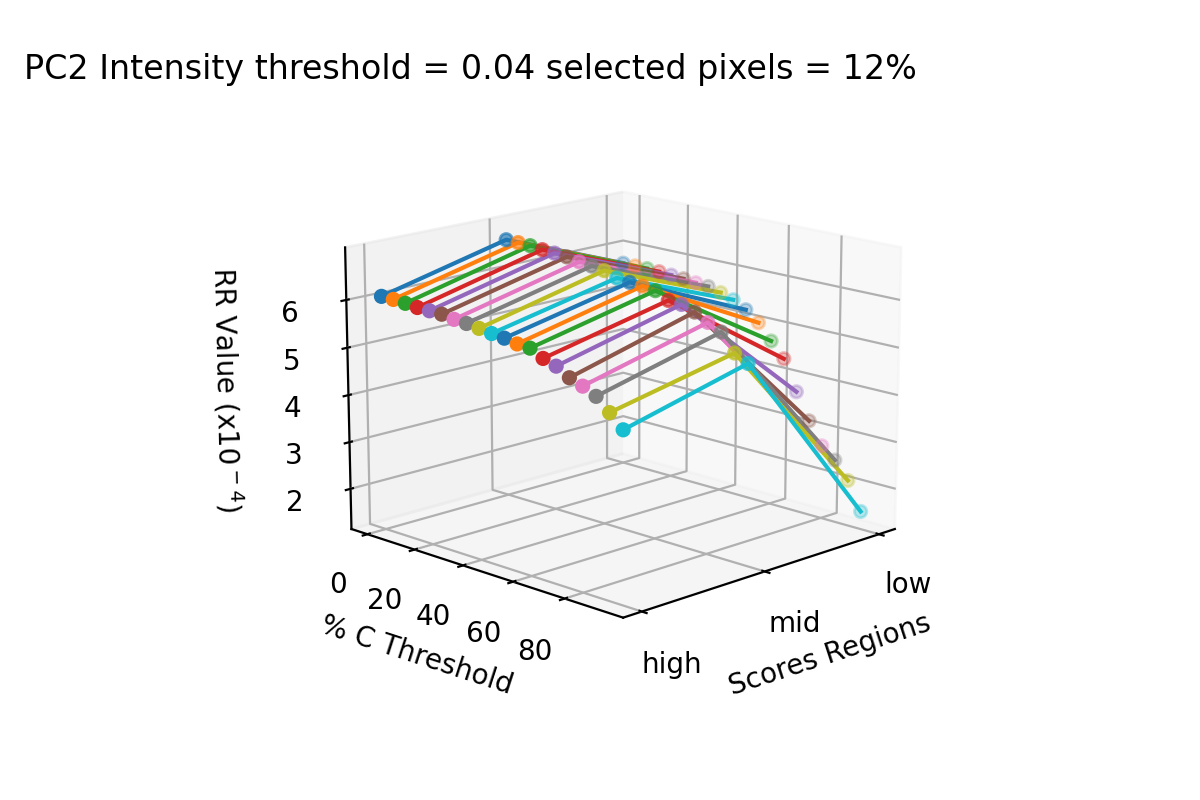 PC2 Intensity threshold = 0.04 selected pixels = 12%
RR Value (x10⁻⁴)
6
5
4
3
2
0
20
40
60
80
% C Threshold
high
mid
low
Scores Regions